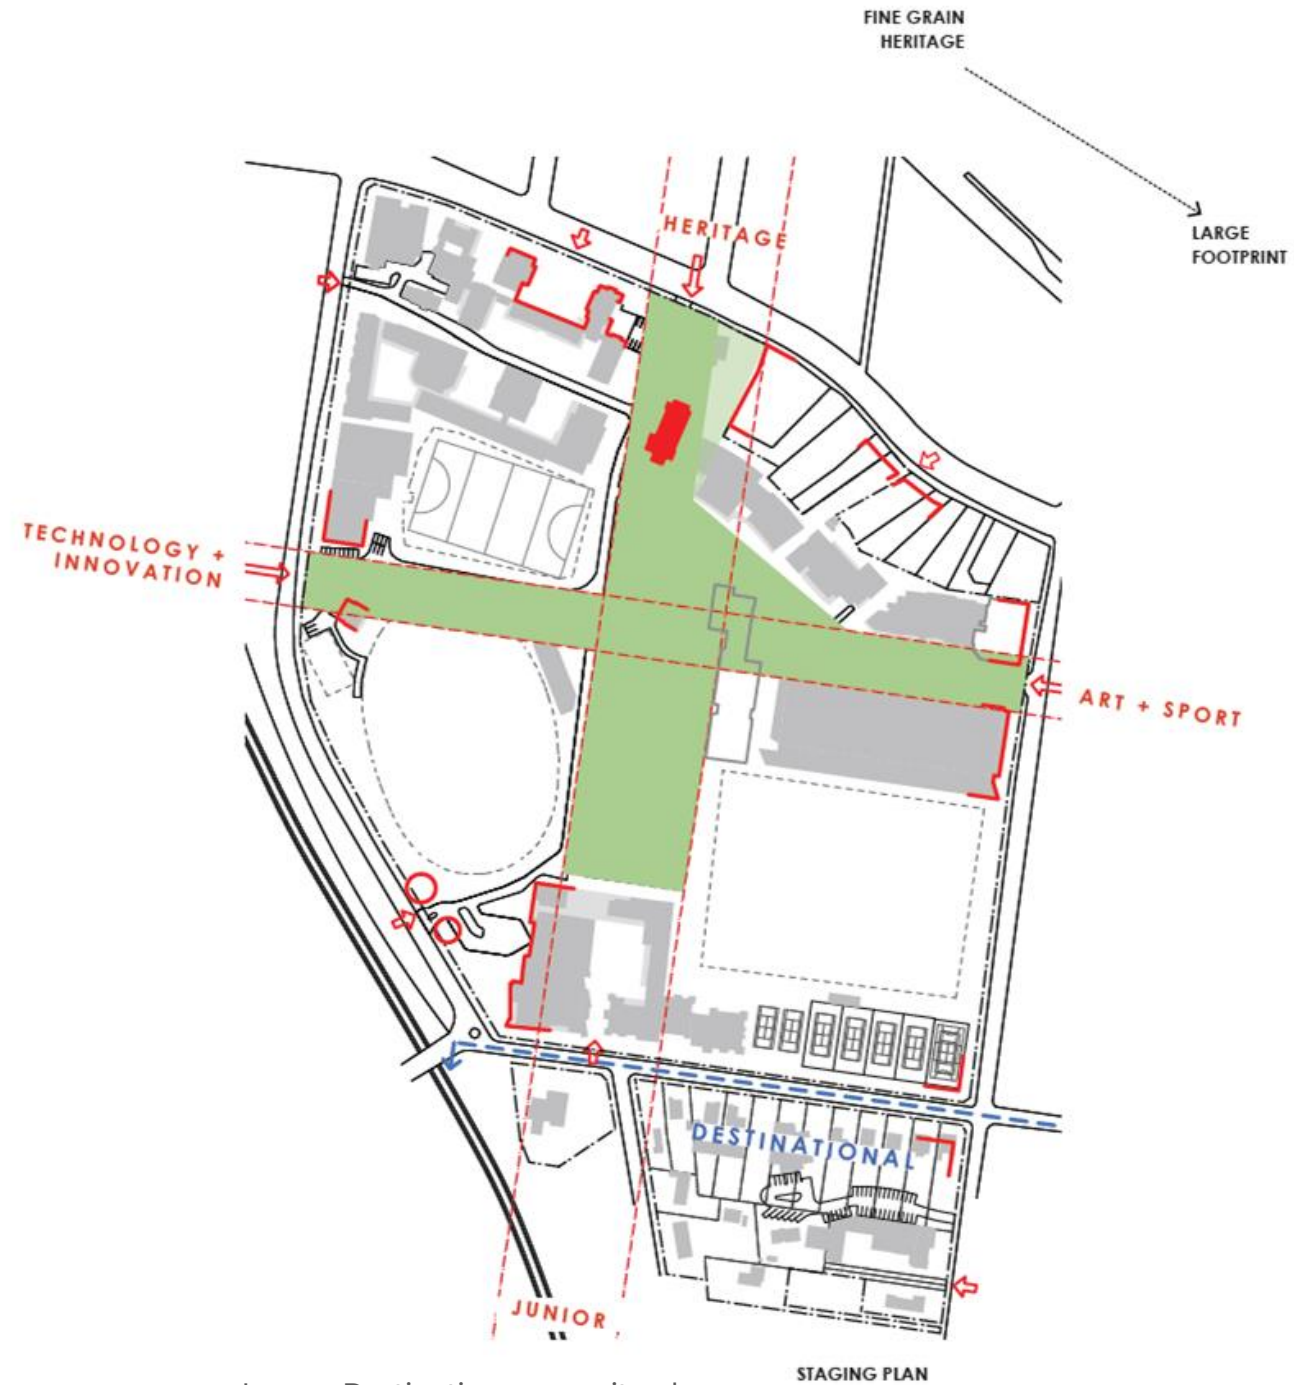 FINE GRAIN
HERITAGE
LARGE
FOOTPRINT
HERITAGE
TECHNOLOGY +
INNOVATION
ART + SPORT
DESTINATIONAL
JUNIOR
STAGING PLAN